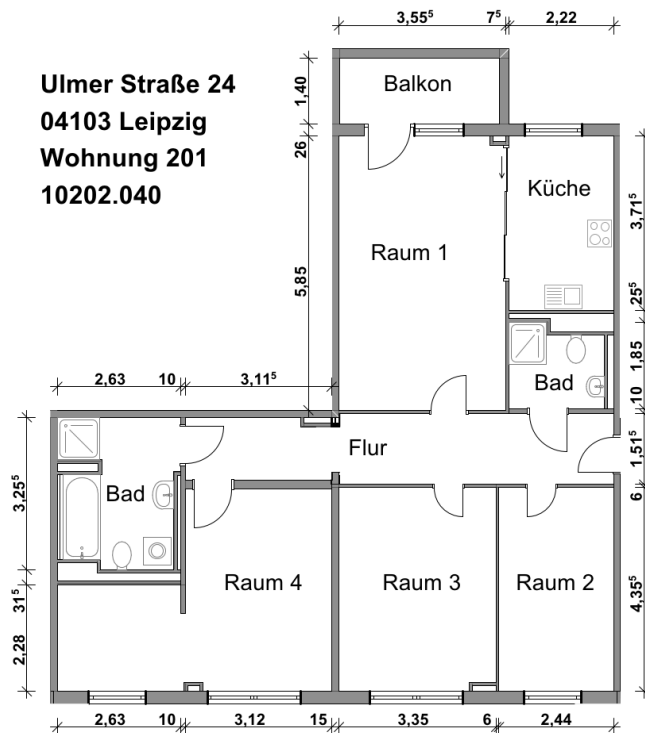 3,55⁵ 7⁵ 2,22
Ulmer Straße 24
04103 Leipzig
Wohnung 201
10202.040
1,40
Balkon
26
Küche
3,71⁵
Raum 1
5,85
25⁵
1,85
Bad
10
2,63 10 3,11⁵
Flur
1,51⁵
3,25⁵
Bad
6
Raum 4 Raum 3 Raum 2
31⁵
4,35⁵
2,28
2,63 10 3,12 15 3,35 6 2,44